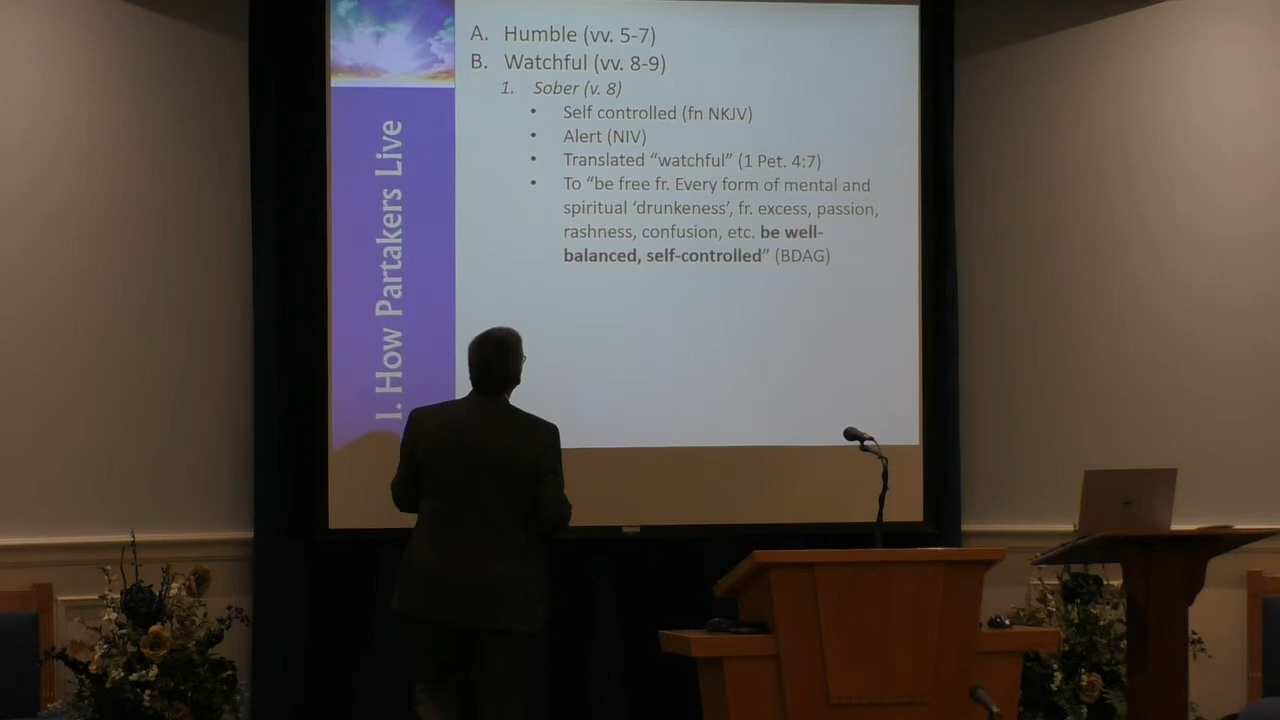 I. How Partakers Live
A. Humble (vv. 5-7)
B. Watchful (vv. 8-9)
1. Sober (v. 8)
• Self controlled (fn NKJV)
• Alert (NIV)
• Translated “watchful” (1 Pet. 4:7)
• To “be free fr. Every form of mental and
spiritual ‘drunkeness’, fr. excess, passion,
rashness, confusion, etc. be well-
balanced, self-controlled” (BDAG)